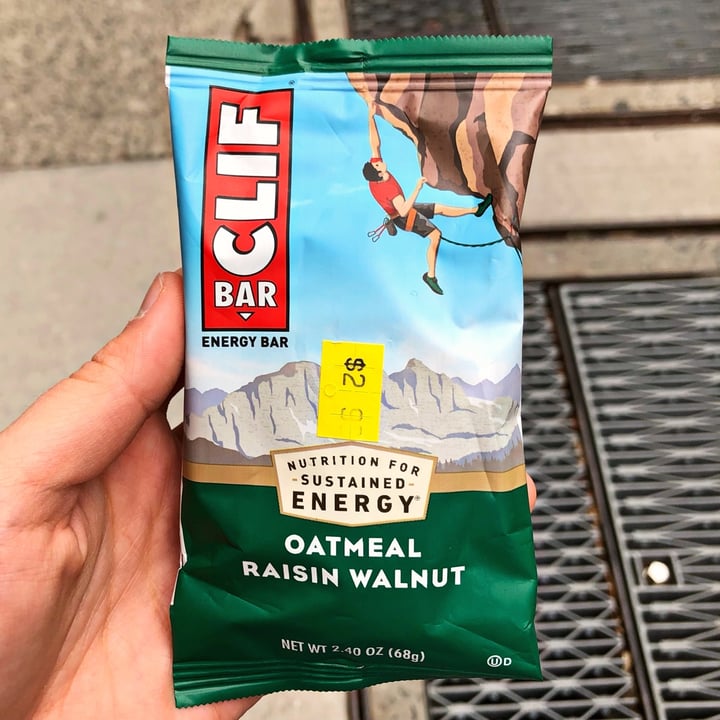 CLIF
BAR
ENERGY BAR
$2
NUTRITION FOR
-SUSTAINED-
ENERGY®
OATMEAL
RAISIN WALNUT
NET WT 2.40 OZ (68g)
Ⓤ D